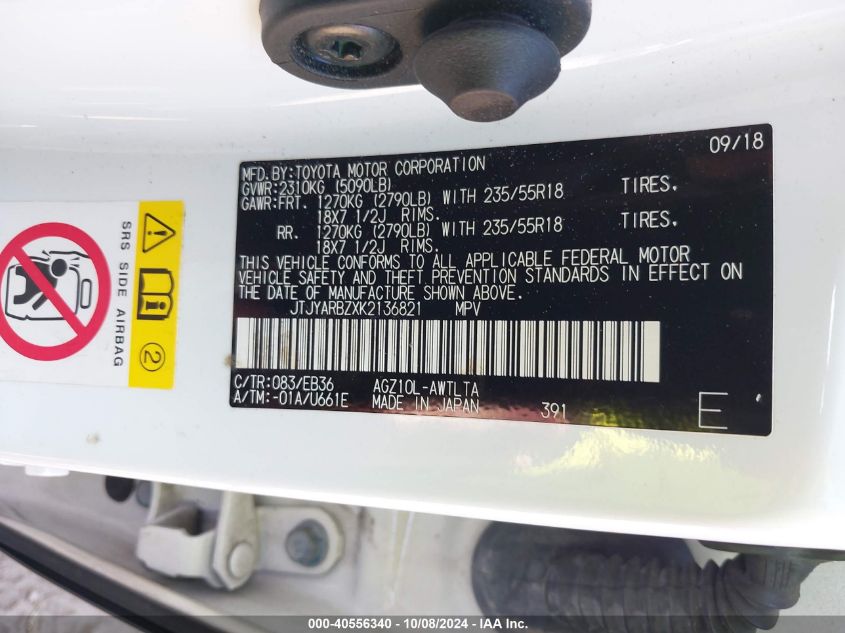 09/18
MFD. BY:TOYOTA MOTOR CORPORATION
GVWR:2310KG (5090LB)
GAWR:FRT. 1270KG (2790LB) WITH 235/55R18 TIRES.
18X7 1/2J RIMS.
RR. 1270KG (2790LB) WITH 235/55R18 TIRES.
18X7 1/2J RIMS.
THIS VEHICLE CONFORMS TO ALL APPLICABLE FEDERAL MOTOR
VEHICLE SAFETY AND THEFT PREVENTION STANDARDS IN EFFECT ON
THE DATE OF MANUFACTURE SHOWN ABOVE.
JTJYARBZXK2136821 MPV
C/TR:083/EB36 AGZ10L-AWTLTA
A/TM:-01A/U661E MADE IN JAPAN 391 E
SRS SIDE AIRBAG
2
000-40556340 - 10/08/2024 - IAA Inc.